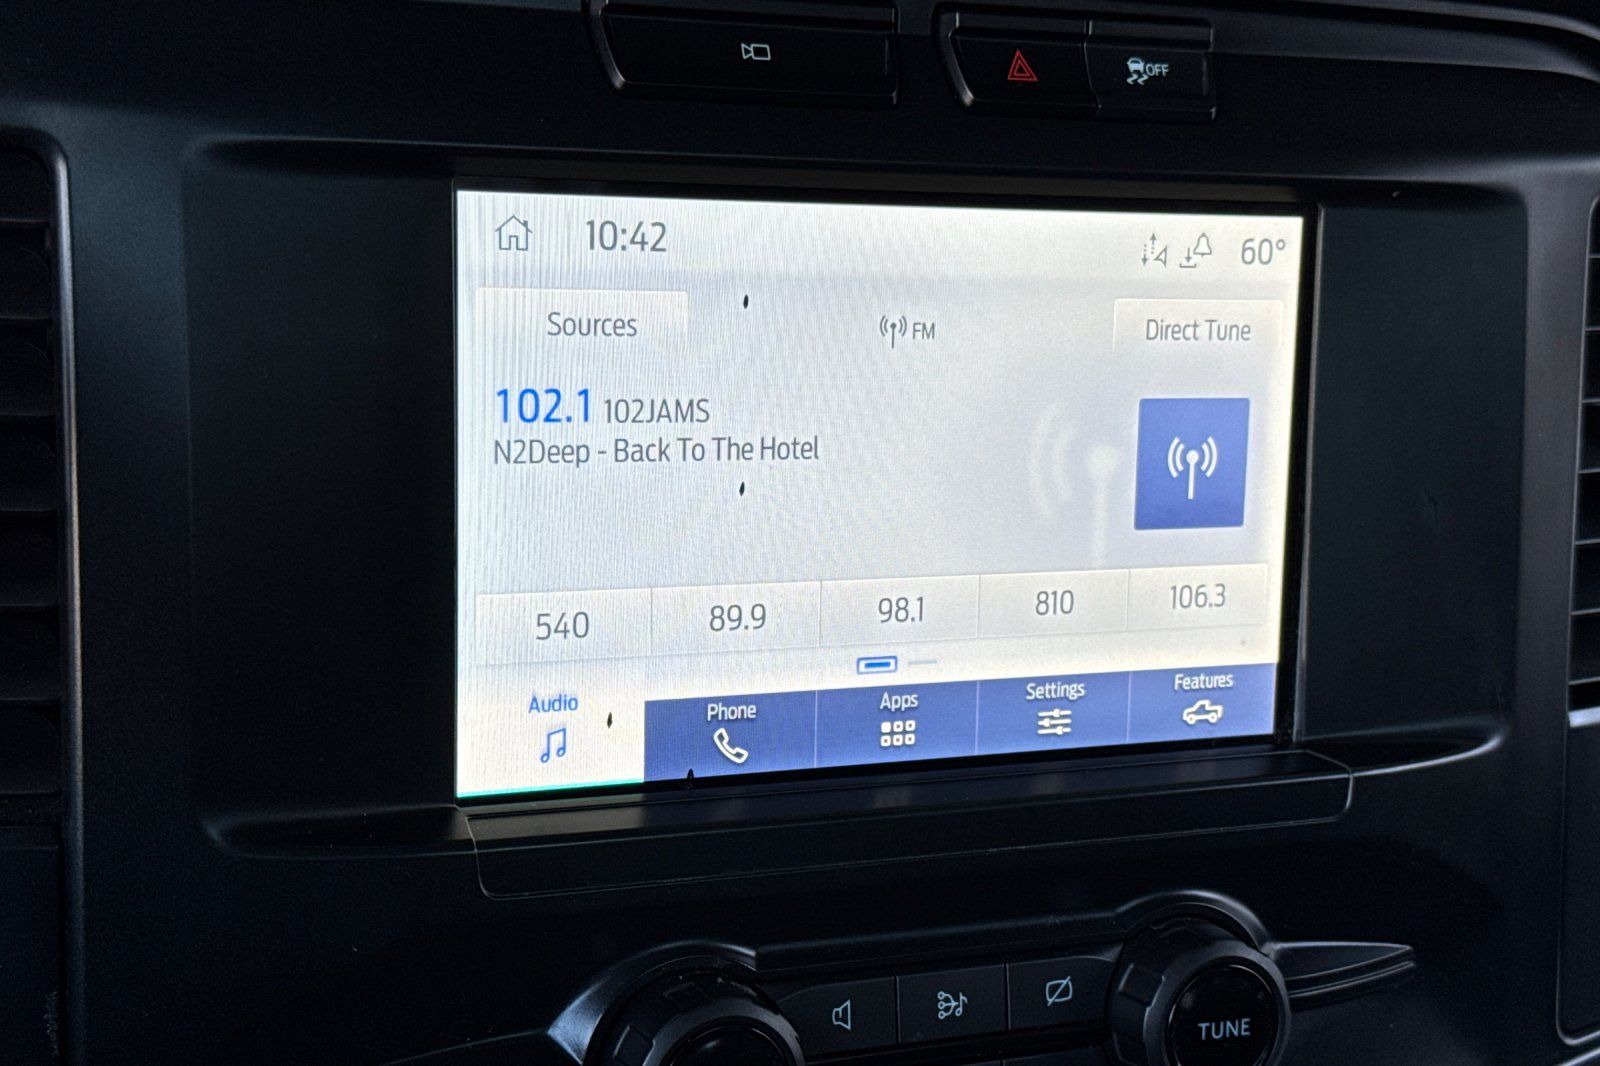 OFF
10:42
60°
Sources
FM
Direct Tune
102.1 102JAMS
N2Deep - Back To The Hotel
540
89.9
98.1
810
106.3
Audio
Phone
Apps
Settings
Features
TUNE